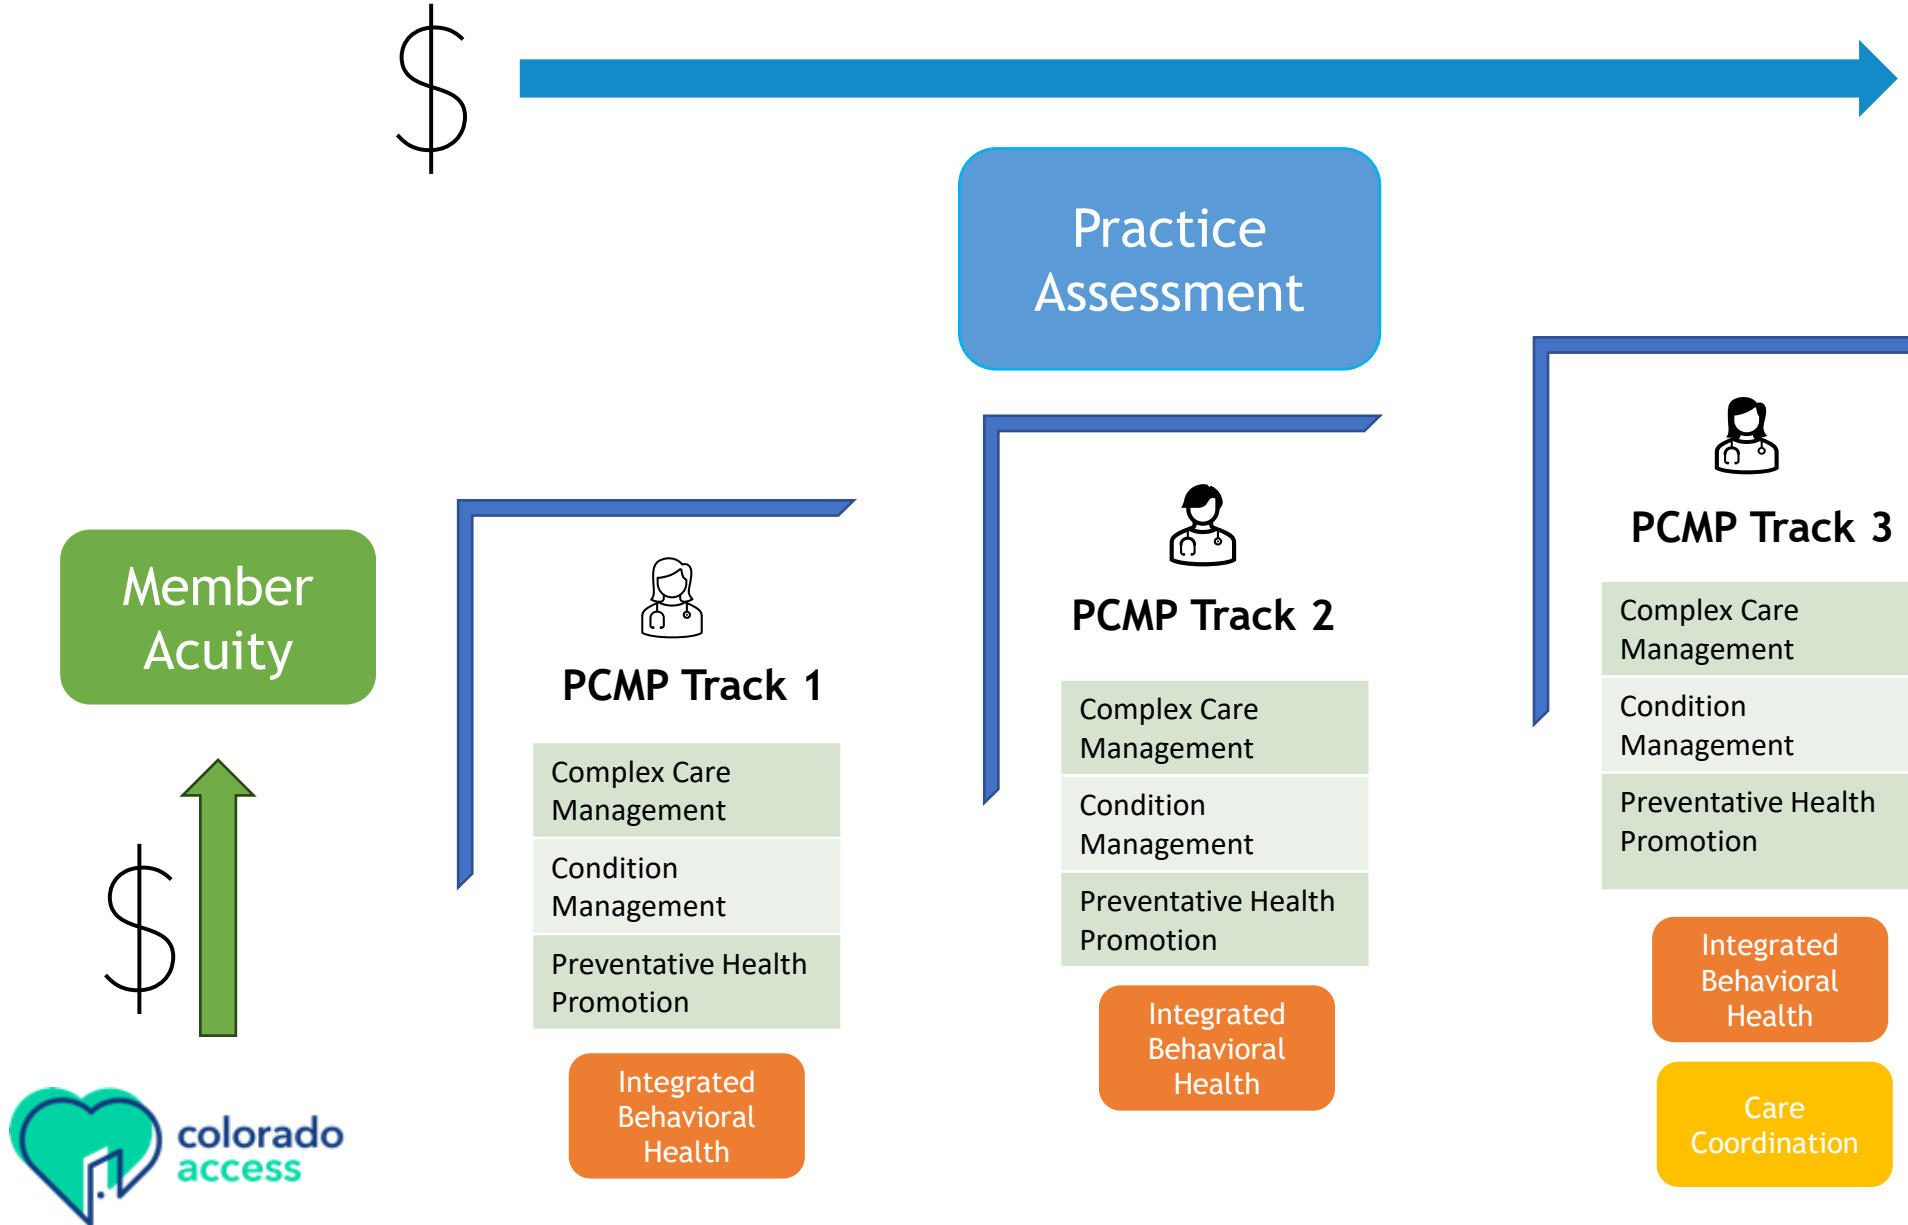 $
Practice
Assessment
Member
Acuity
$
PCMP Track 1
Complex Care
Management
Condition
Management
Preventative Health
Promotion
Integrated
Behavioral
Health
PCMP Track 2
Complex Care
Management
Condition
Management
Preventative Health
Promotion
Integrated
Behavioral
Health
PCMP Track 3
Complex Care
Management
Condition
Management
Preventative Health
Promotion
Integrated
Behavioral
Health
Care
Coordination
colorado
access